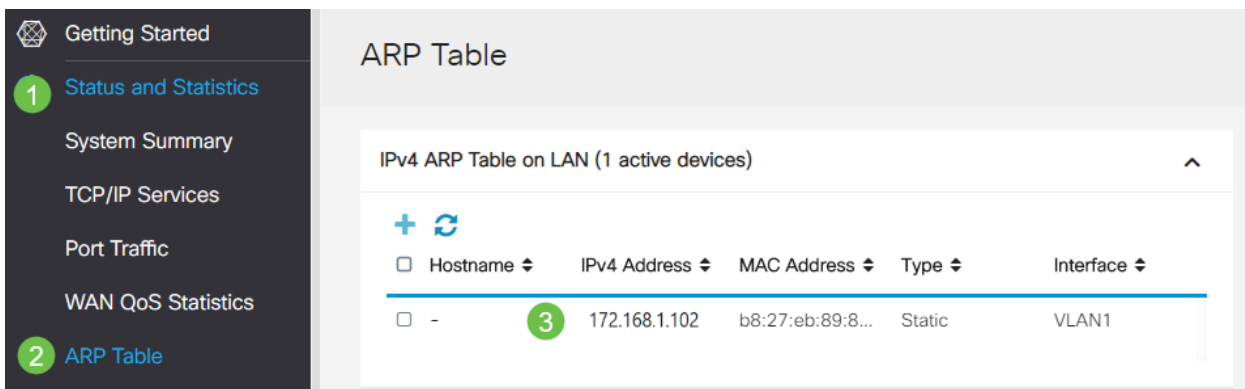 Getting Started
1 Status and Statistics
System Summary
TCP/IP Services
Port Traffic
WAN QoS Statistics
2 ARP Table
ARP Table
IPv4 ARP Table on LAN (1 active devices)
Hostname IPv4 Address MAC Address Type Interface
- 3 172.168.1.102 b8:27:eb:89:8... Static VLAN1